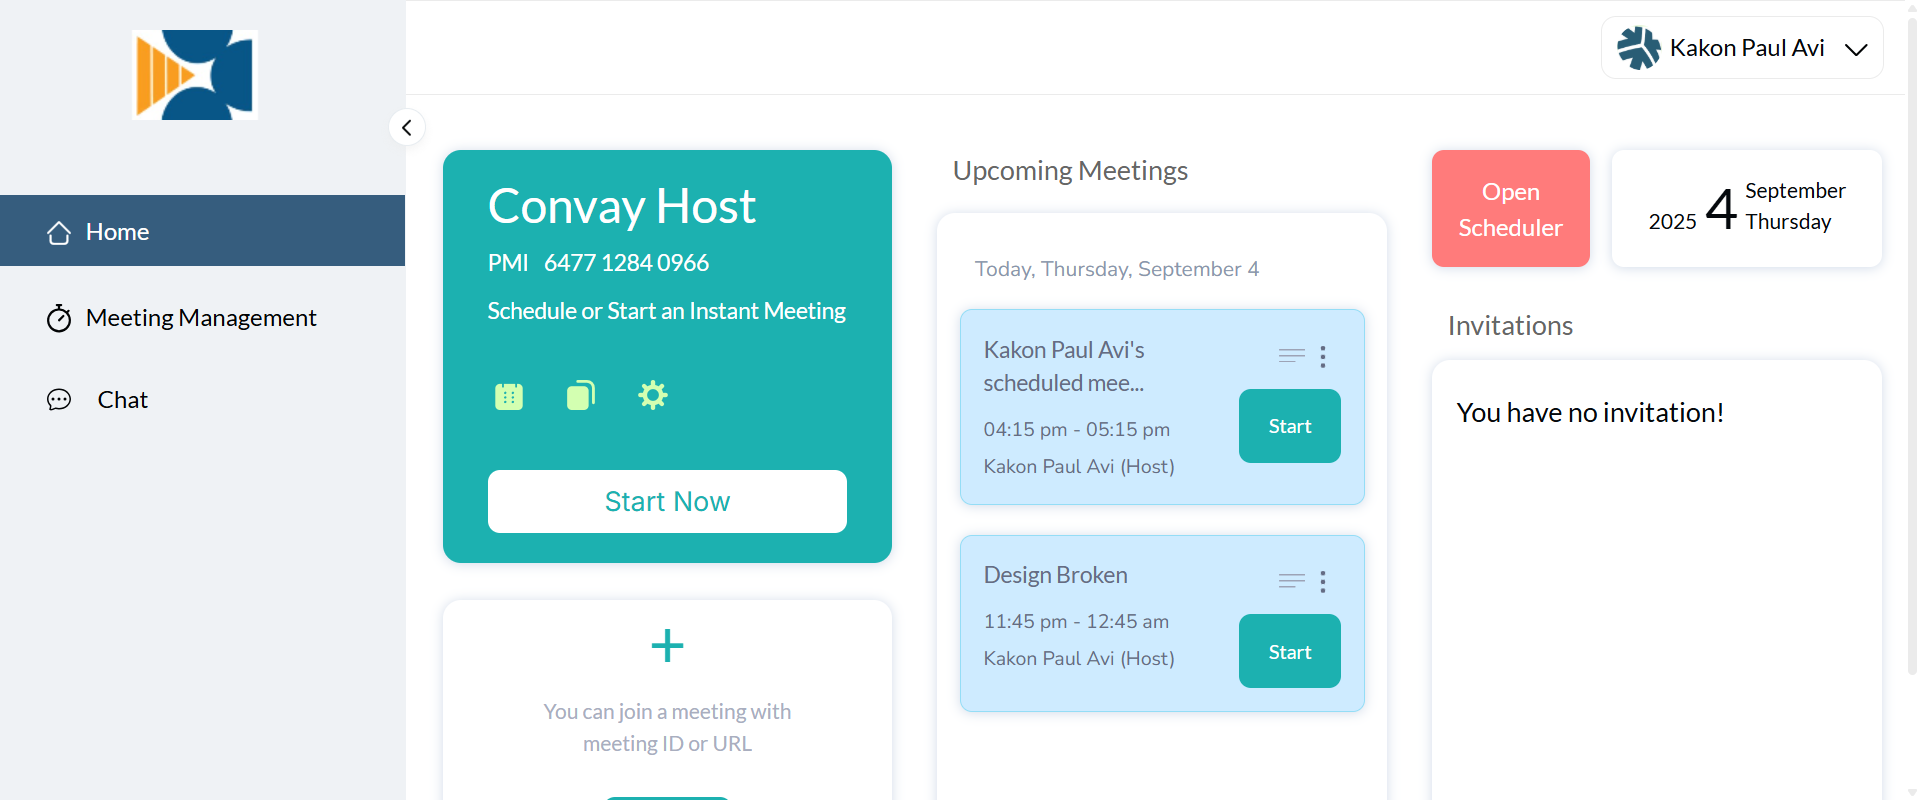 Kakon Paul Avi
Home
Meeting Management
Chat
Convay Host
PMI 6477 1284 0966
Schedule or Start an Instant Meeting
Start Now
You can join a meeting with
meeting ID or URL
Upcoming Meetings
Today, Thursday, September 4
Kakon Paul Avi's
scheduled mee...
04:15 pm - 05:15 pm
Kakon Paul Avi (Host)
Start
Design Broken
11:45 pm - 12:45 am
Kakon Paul Avi (Host)
Start
Open
Scheduler
2025 4 September
Thursday
Invitations
You have no invitation!